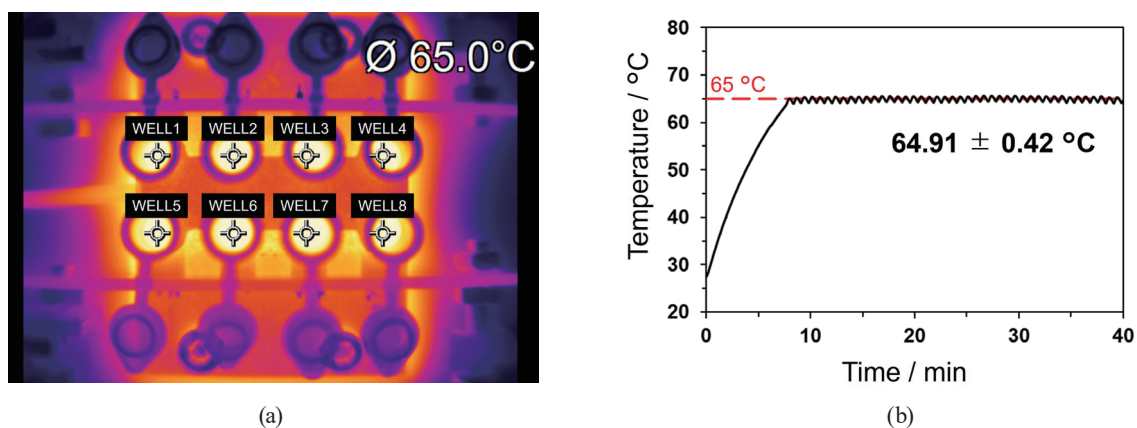 Ø 65.0°C
WELL1 WELL2 WELL3 WELL4
WELL5 WELL6 WELL7 WELL8
(a)
80
70
60
50
40
30
20
Temperature / °C
65 °C
64.91 ± 0.42 °C
0 10 20 30 40
Time / min
(b)